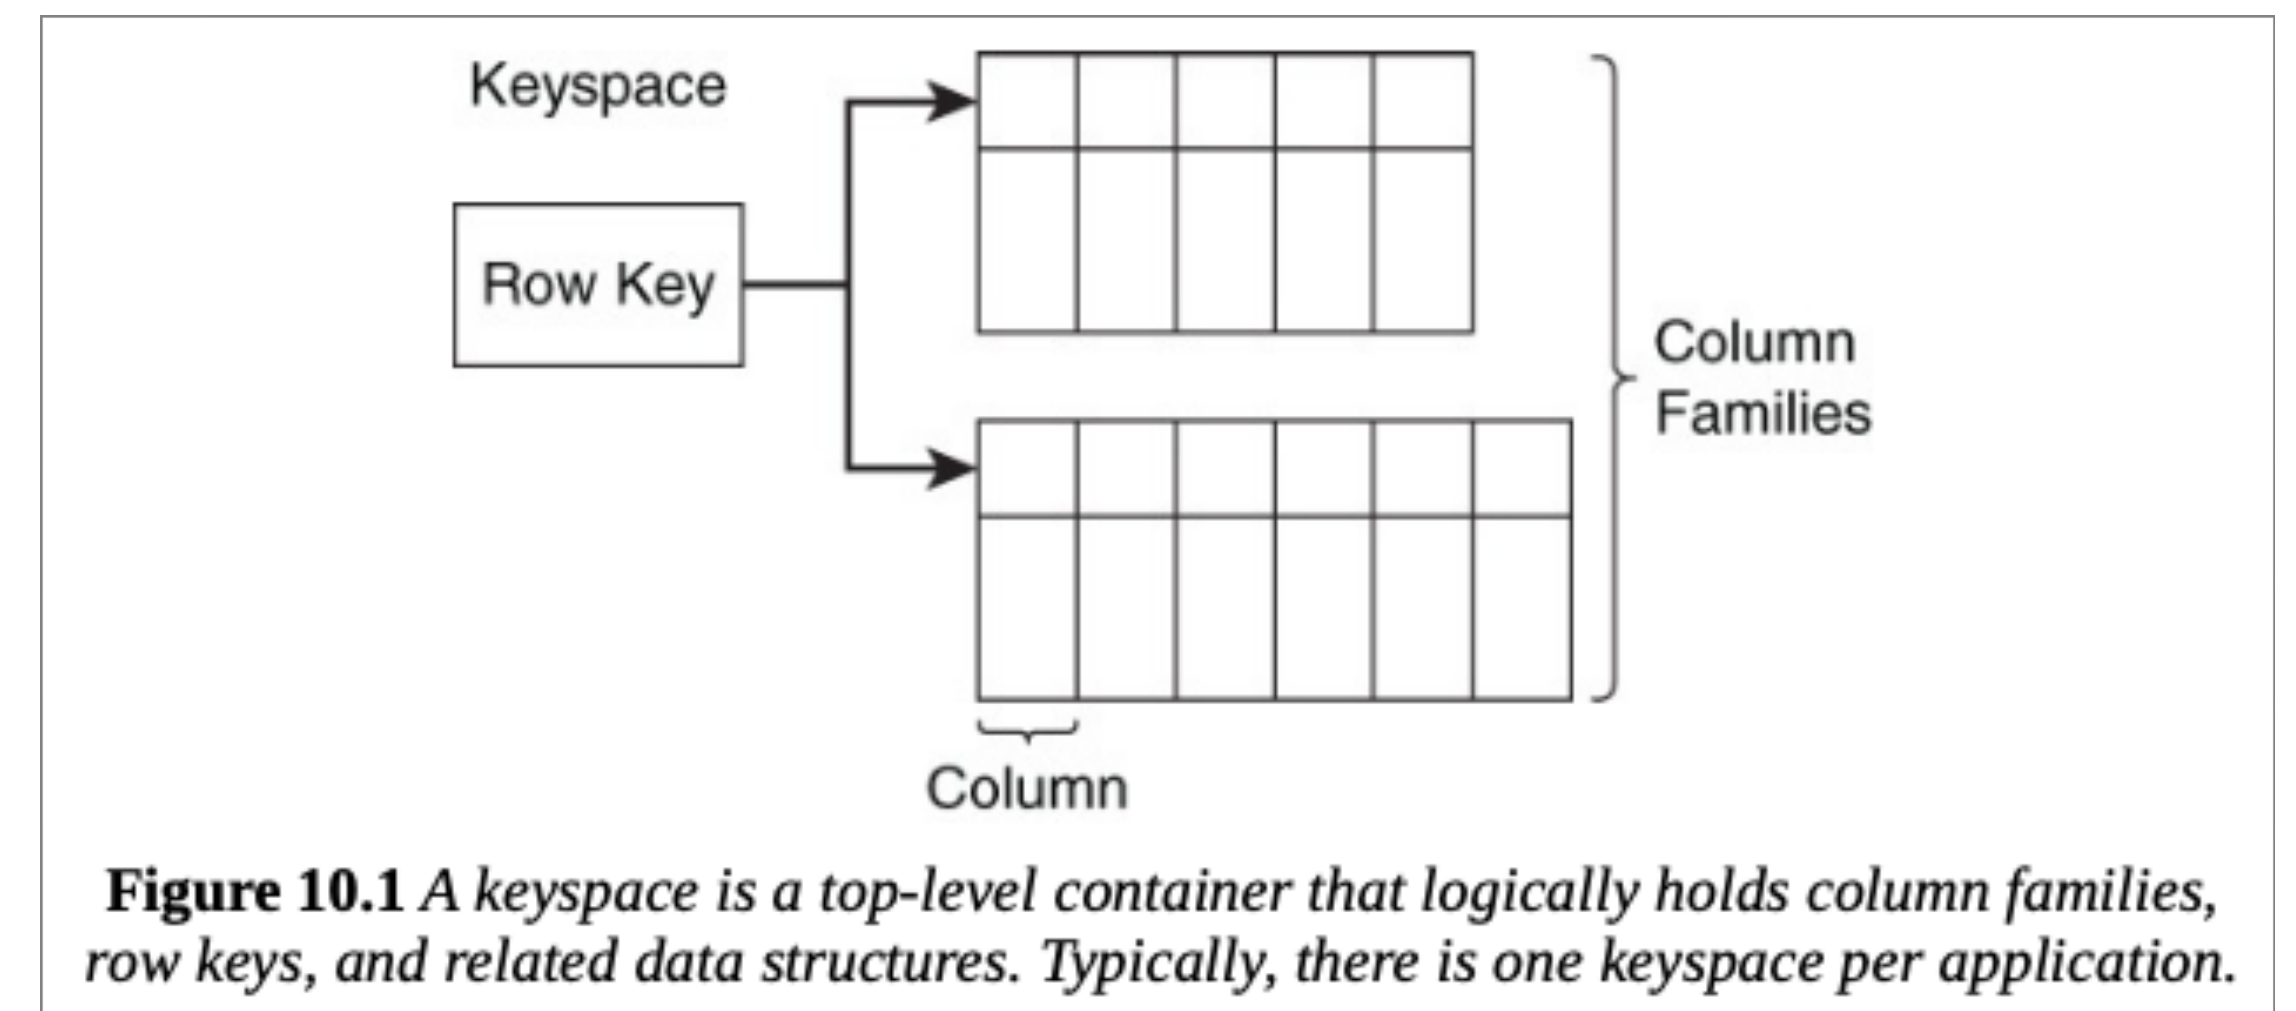 Keyspace
Row Key
Column
Families
Column
Figure 10.1 A keyspace is a top-level container that logically holds column families,
row keys, and related data structures. Typically, there is one keyspace per application.